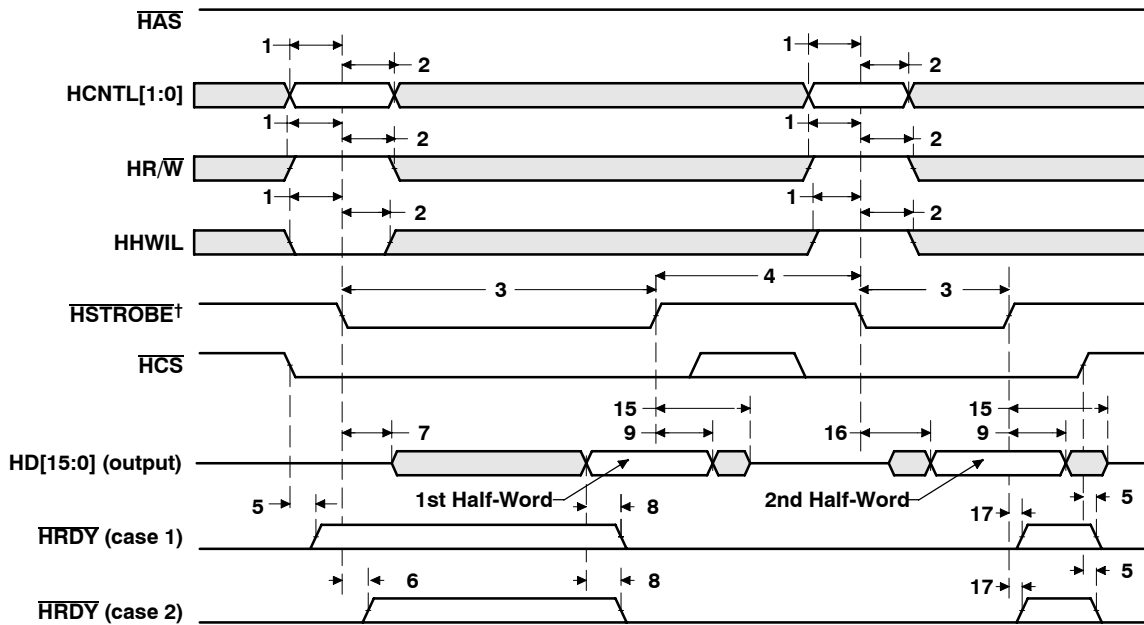 HAS
1
2
1
2
HCNTL[1:0]
1
2
1
2
HR/W
1
2
1
2
HHWIL
3
4
3
HSTROBE†
HCS
7
15
9
16
15
9
HD[15:0] (output)
1st Half-Word
2nd Half-Word
5
8
17
5
HRDY (case 1)
6
8
17
5
HRDY (case 2)